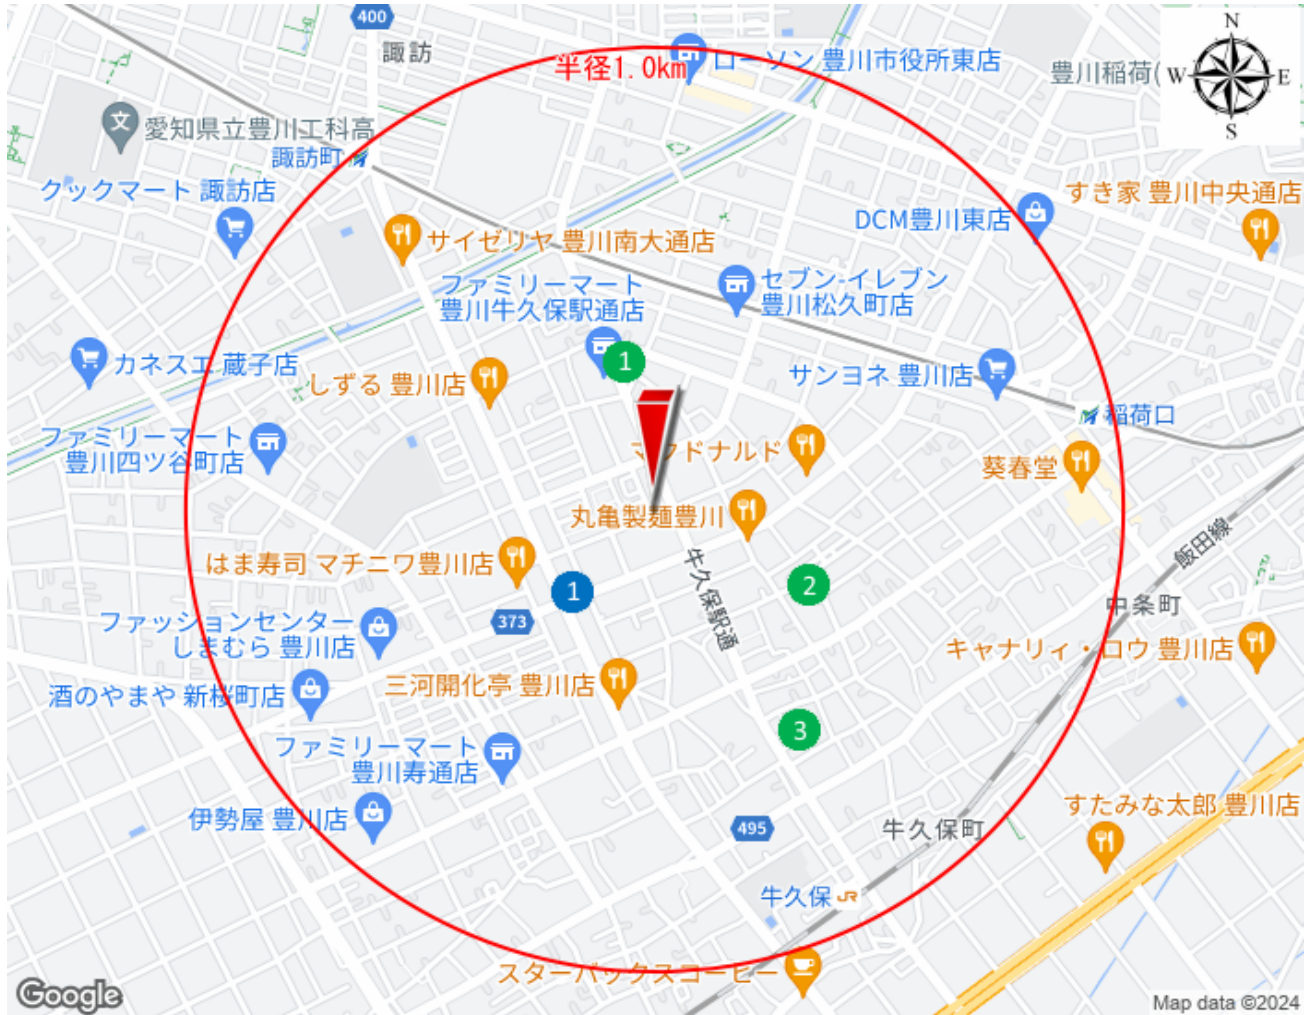 400
諏訪
半径1.0km
ローソン 豊川市役所東店
豊川稲荷(
N
W
E
S
愛知県立豊川工科高
諏訪町
クックマート 諏訪店
サイゼリヤ 豊川南大通店
DCM豊川東店
すき家 豊川中央通店
ファミリーマート
豊川牛久保駅通店
セブン-イレブン
豊川松久町店
カネスエ 蔵子店
しずる 豊川店
1
サンヨネ 豊川店
稲荷口
ファミリーマート
豊川四ツ谷町店
マクドナルド
葵春堂
丸亀製麺豊川
飯田線
はま寿司 マチニワ豊川店
1
牛久保駅通
2
中条町
373
ファッションセンター
しまむら 豊川店
キャナリィ・ロウ 豊川店
酒のやまや 新桜町店
三河開化亭 豊川店
3
ファミリーマート
豊川寿通店
伊勢屋 豊川店
495
牛久保町
すたみな太郎 豊川店
牛久保
JR
スターバックスコーヒー
Google
Map data ©2024